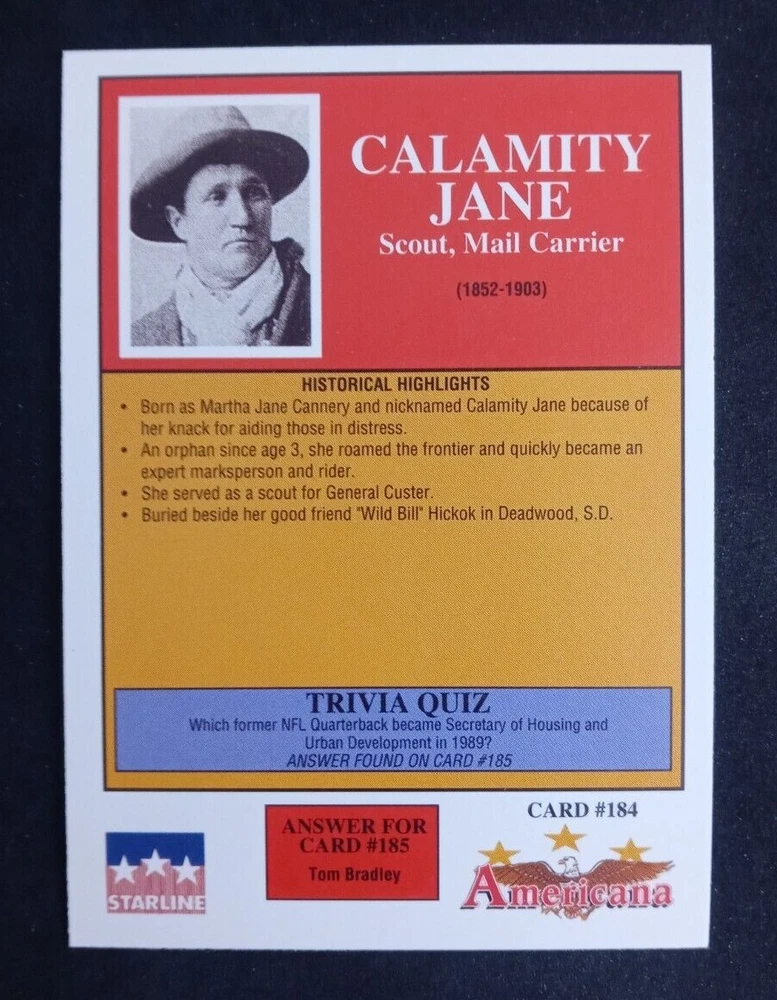 CALAMITY
JANE
Scout, Mail Carrier
(1852-1903)
HISTORICAL HIGHLIGHTS
• Born as Martha Jane Cannery and nicknamed Calamity Jane because of
her knack for aiding those in distress.
• An orphan since age 3, she roamed the frontier and quickly became an
expert marksperson and rider.
• She served as a scout for General Custer.
• Buried beside her good friend "Wild Bill" Hickok in Deadwood, S.D.
TRIVIA QUIZ
Which former NFL Quarterback became Secretary of Housing and
Urban Development in 1989?
ANSWER FOUND ON CARD #185
STARLINE
ANSWER FOR
CARD #185
Tom Bradley
CARD #184
Americana